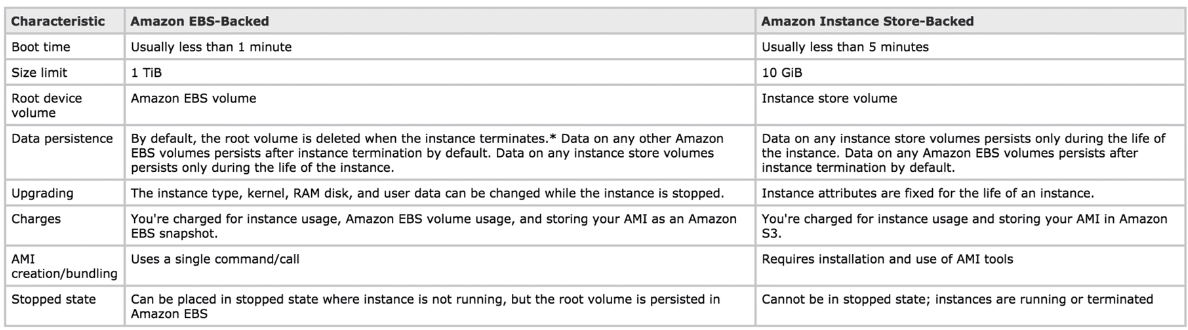 Characteristic Amazon EBS-Backed Amazon Instance Store-Backed
Boot time Usually less than 1 minute Usually less than 5 minutes
Size limit 1 TiB 10 GiB
Root device
volume
Amazon EBS volume
Instance store volume
Data persistence
By default, the root volume is deleted when the instance terminates.* Data on any other Amazon
EBS volumes persists after instance termination by default. Data on any instance store volumes
persists only during the life of the instance.
Data on any instance store volumes persists only during the life of
the instance. Data on any Amazon EBS volumes persists after
instance termination by default.
Upgrading The instance type, kernel, RAM disk, and user data can be changed while the instance is stopped. Instance attributes are fixed for the life of an instance.
Charges
You're charged for instance usage, Amazon EBS volume usage, and storing your AMI as an Amazon
EBS snapshot.
You're charged for instance usage and storing your AMI in Amazon
S3.
AMI
creation/bundling
Uses a single command/call
Requires installation and use of AMI tools
Stopped state
Can be placed in stopped state where instance is not running, but the root volume is persisted in
Amazon EBS
Cannot be in stopped state; instances are running or terminated